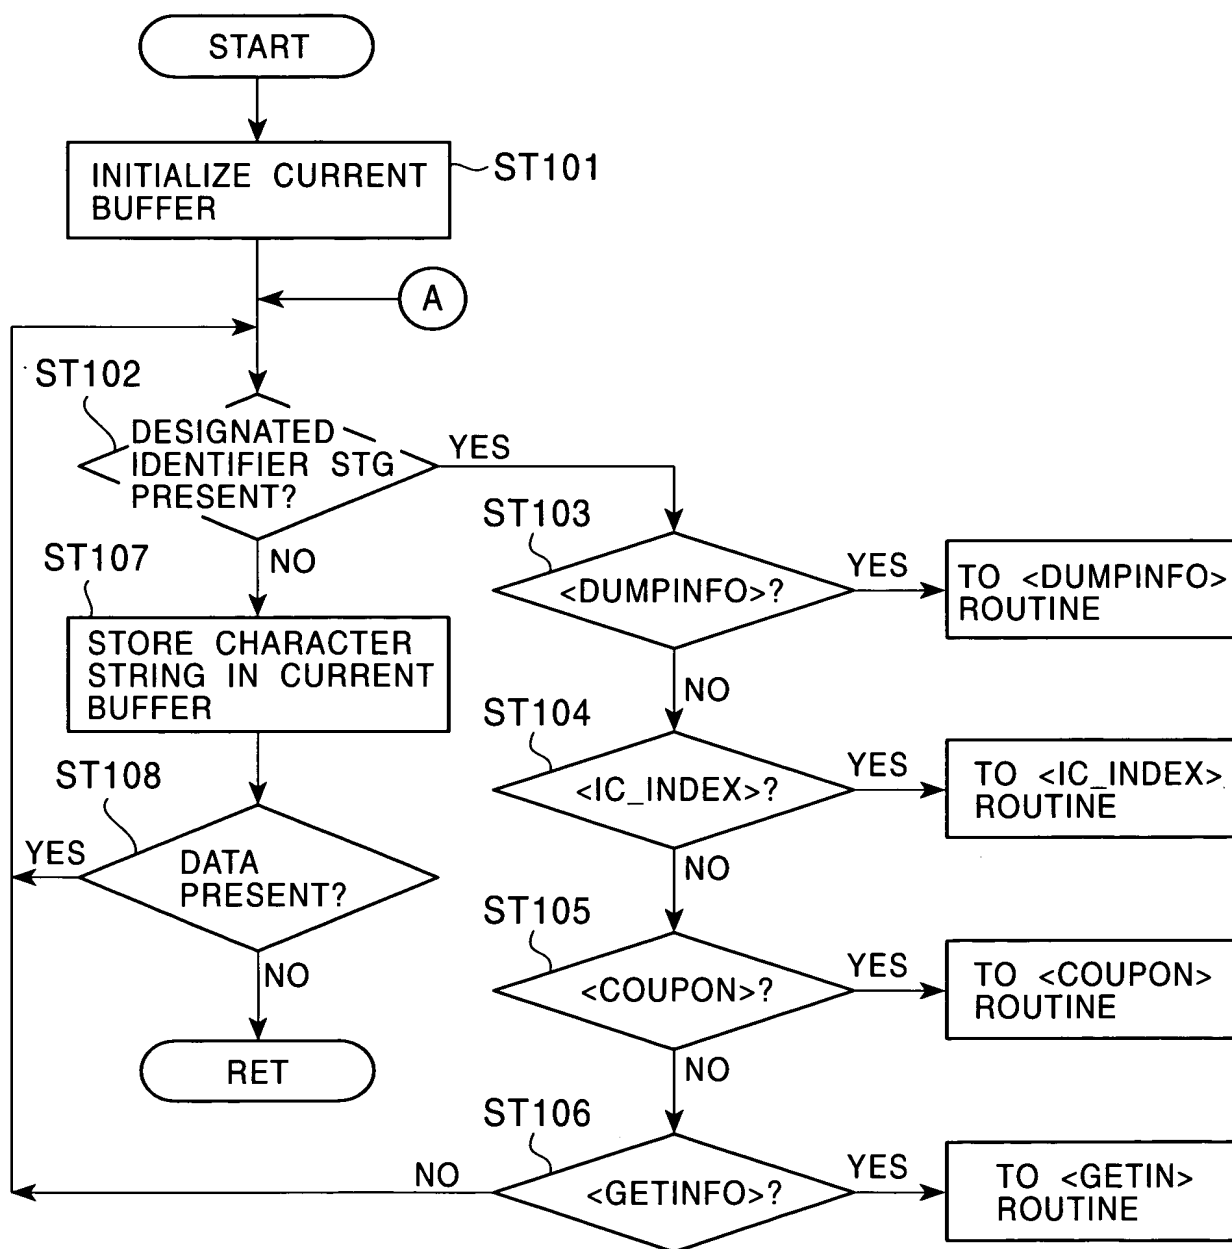 START
INITIALIZE CURRENT
BUFFER
ST101
A
ST102
DESIGNATED
IDENTIFIER STG
PRESENT?
YES
NO
ST103
<DUMPINFO>?
YES
TO <DUMPINFO>
ROUTINE
NO
ST107
STORE CHARACTER
STRING IN CURRENT
BUFFER
ST104
<IC_INDEX>?
YES
TO <IC_INDEX>
ROUTINE
NO
ST108
DATA
PRESENT?
YES
NO
RET
ST105
<COUPON>?
YES
TO <COUPON>
ROUTINE
NO
ST106
<GETINFO>?
YES
TO <GETIN>
ROUTINE
NO